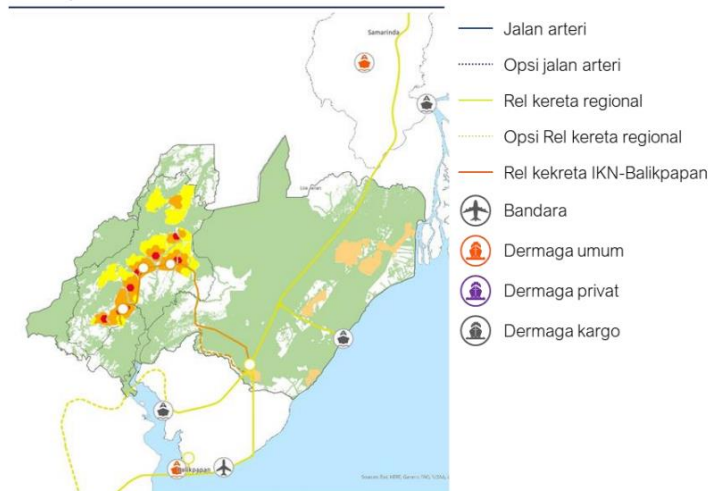 Samarinda
Balikpapan
Jalan arteri
Opsi jalan arteri
Rel kereta regional
Opsi Rel kereta regional
Rel kekreta IKN-Balikpapan
Bandara
Dermaga umum
Dermaga privat
Dermaga kargo